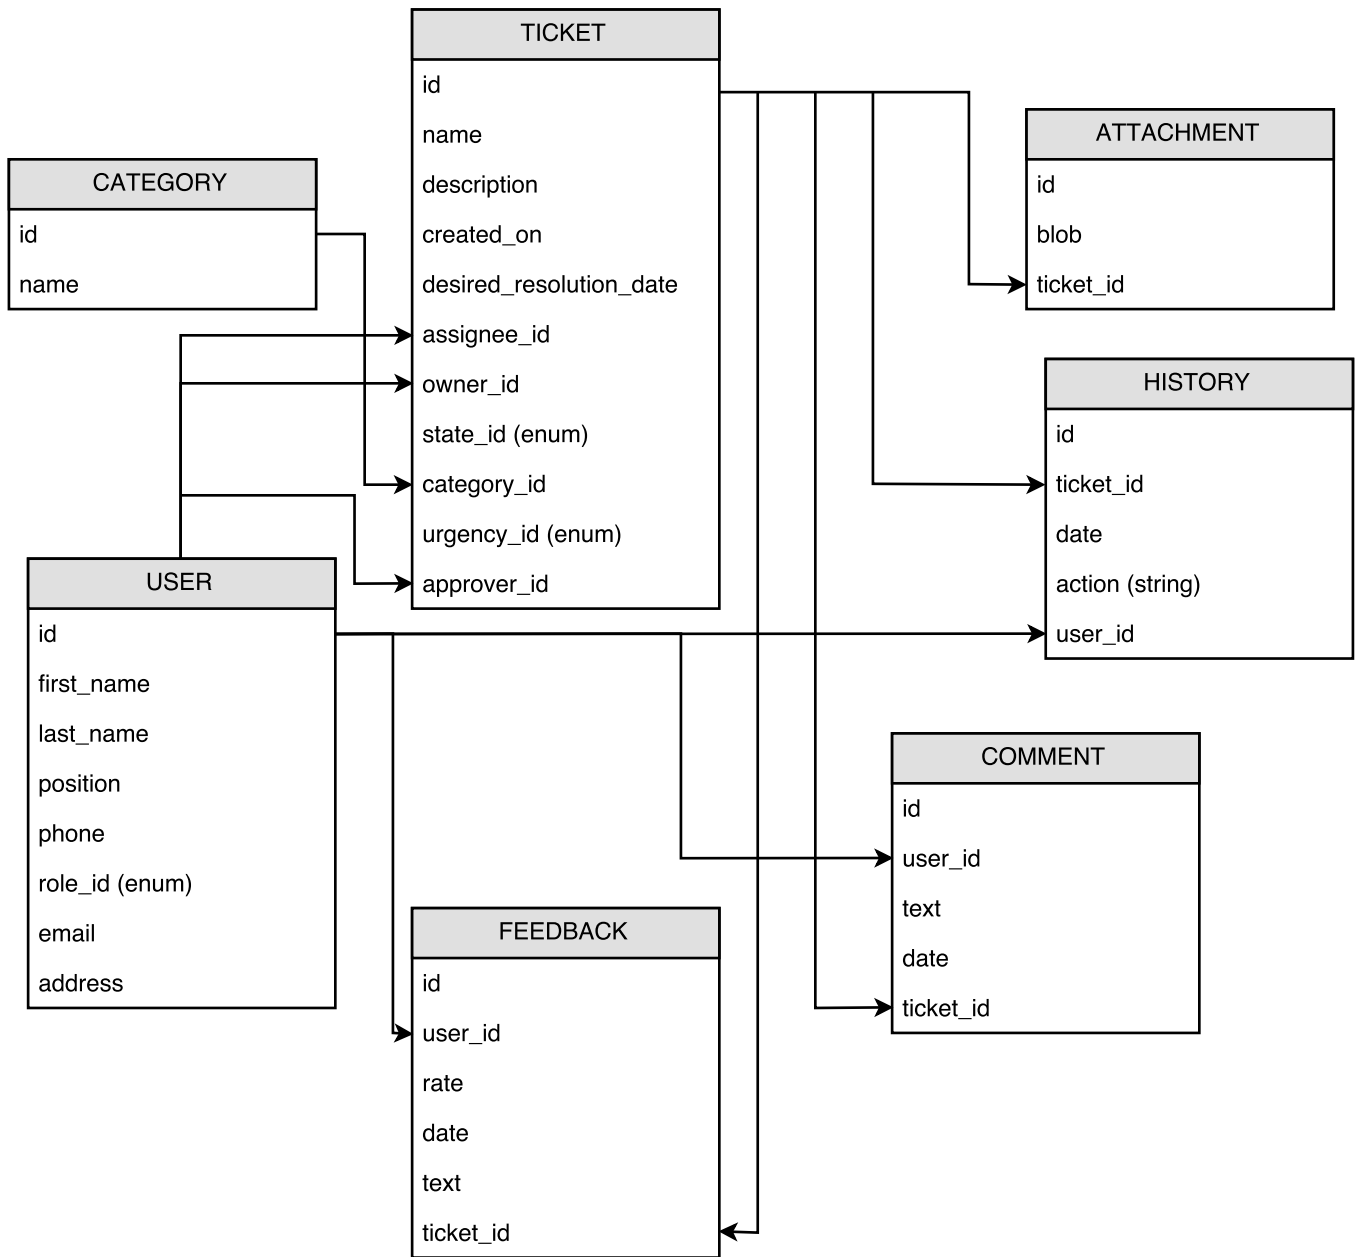 TICKET
id
name
description
created_on
desired_resolution_date
assignee_id
owner_id
state_id (enum)
category_id
urgency_id (enum)
approver_id
ATTACHMENT
id
blob
ticket_id
CATEGORY
id
name
HISTORY
id
ticket_id
date
action (string)
user_id
USER
id
first_name
last_name
position
phone
role_id (enum)
email
address
COMMENT
id
user_id
text
date
ticket_id
FEEDBACK
id
user_id
rate
date
text
ticket_id